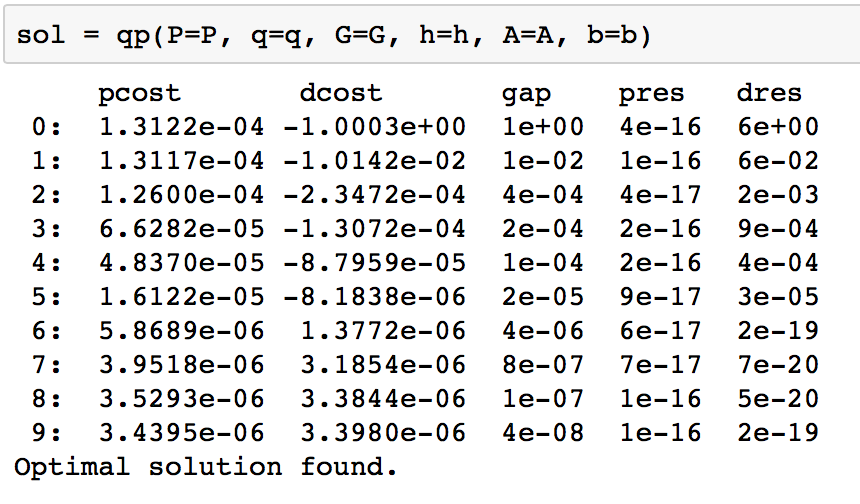 sol = qp(P=P, q=q, G=G, h=h, A=A, b=b)
pcost dcost gap pres dres
0: 1.3122e-04 -1.0003e+00 1e+00 4e-16 6e+00
1: 1.3117e-04 -1.0142e-02 1e-02 1e-16 6e-02
2: 1.2600e-04 -2.3472e-04 4e-04 4e-17 2e-03
3: 6.6282e-05 -1.3072e-04 2e-04 2e-16 9e-04
4: 4.8370e-05 -8.7959e-05 1e-04 2e-16 4e-04
5: 1.6122e-05 -8.1838e-06 2e-05 9e-17 3e-05
6: 5.8689e-06 1.3772e-06 4e-06 6e-17 2e-19
7: 3.9518e-06 3.1854e-06 8e-07 7e-17 7e-20
8: 3.5293e-06 3.3844e-06 1e-07 1e-16 5e-20
9: 3.4395e-06 3.3980e-06 4e-08 1e-16 2e-19
Optimal solution found.